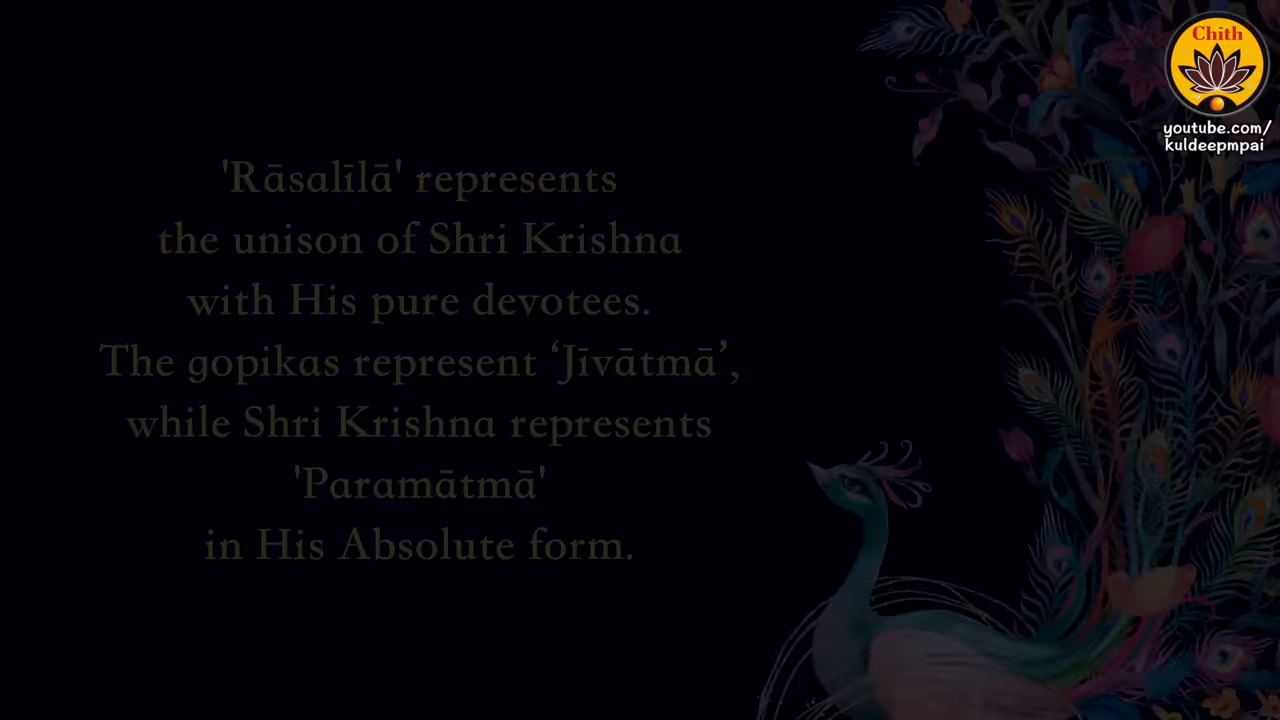 Chith
youtube.com/
kuldeepmpai
'Rāsalīlā' represents
the unison of Shri Krishna
with His pure devotees.
The gopikas represent ‘Jīvātmā’,
while Shri Krishna represents
'Paramātmā'
in His Absolute form.